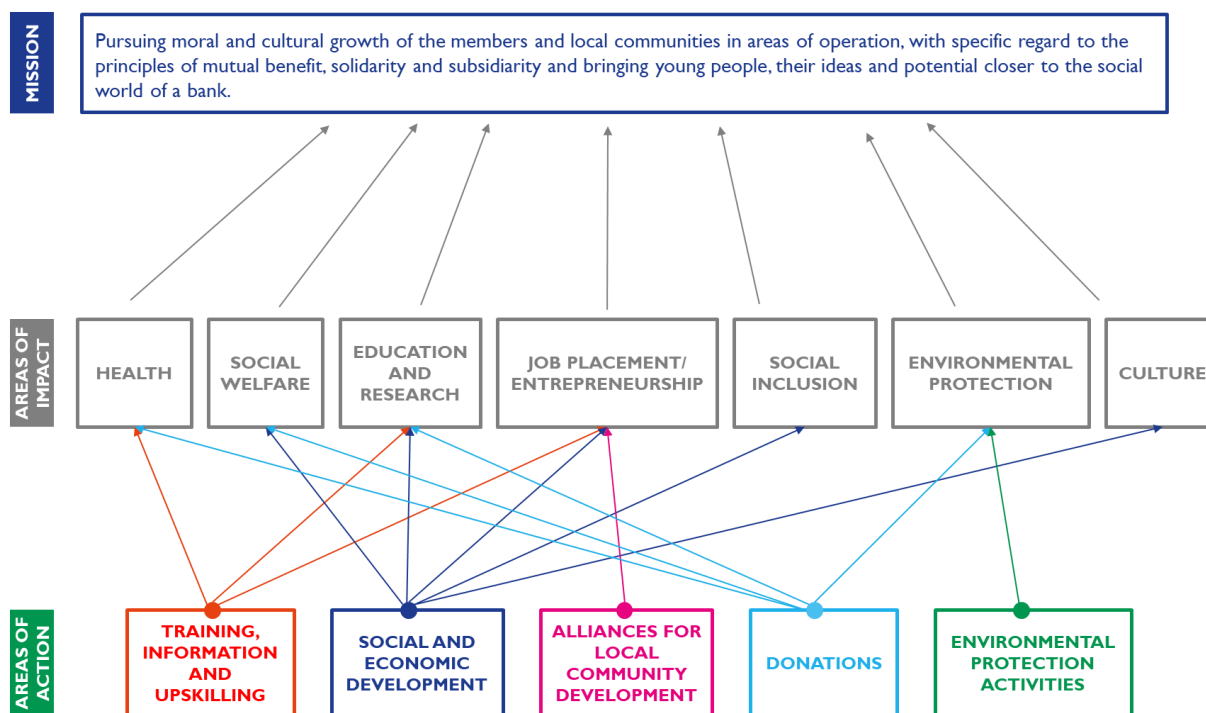 MISSION
Pursuing moral and cultural growth of the members and local communities in areas of operation, with specific regard to the
principles of mutual benefit, solidarity and subsidiarity and bringing young people, their ideas and potential closer to the social
world of a bank.
AREAS OF
IMPACT
HEALTH
SOCIAL
WELFARE
EDUCATION
AND
RESEARCH
JOB PLACEMENT/
ENTREPRENEURSHIP
SOCIAL
INCLUSION
ENVIRONMENTAL
PROTECTION
CULTURE
AREAS OF
ACTION
TRAINING,
INFORMATION
AND
UPSKILLING
SOCIAL AND
ECONOMIC
DEVELOPMENT
ALLIANCES FOR
LOCAL
COMMUNITY
DEVELOPMENT
DONATIONS
ENVIRONMENTAL
PROTECTION
ACTIVITIES